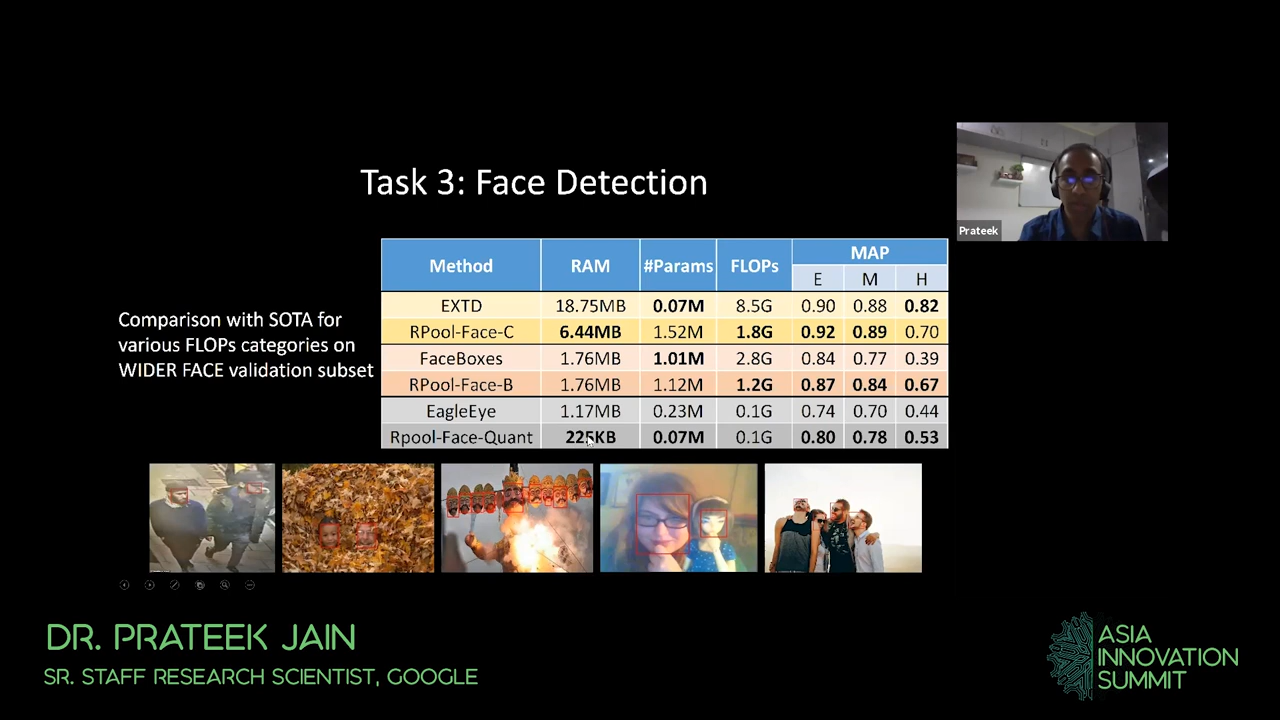 Task 3: Face Detection
Prateek
Comparison with SOTA for
various FLOPs categories on
WIDER FACE validation subset
Method RAM #Params FLOPs MAP
E M H
EXTD 18.75MB 0.07M 8.5G 0.90 0.88 0.82
RPool-Face-C 6.44MB 1.52M 1.8G 0.92 0.89 0.70
FaceBoxes 1.76MB 1.01M 2.8G 0.84 0.77 0.39
RPool-Face-B 1.76MB 1.12M 1.2G 0.87 0.84 0.67
EagleEye 1.17MB 0.23M 0.1G 0.74 0.70 0.44
Rpool-Face-Quant 225KB 0.07M 0.1G 0.80 0.78 0.53
DR. PRATEEK JAIN
SR. STAFF RESEARCH SCIENTIST, GOOGLE
ASIA
INNOVATION
SUMMIT